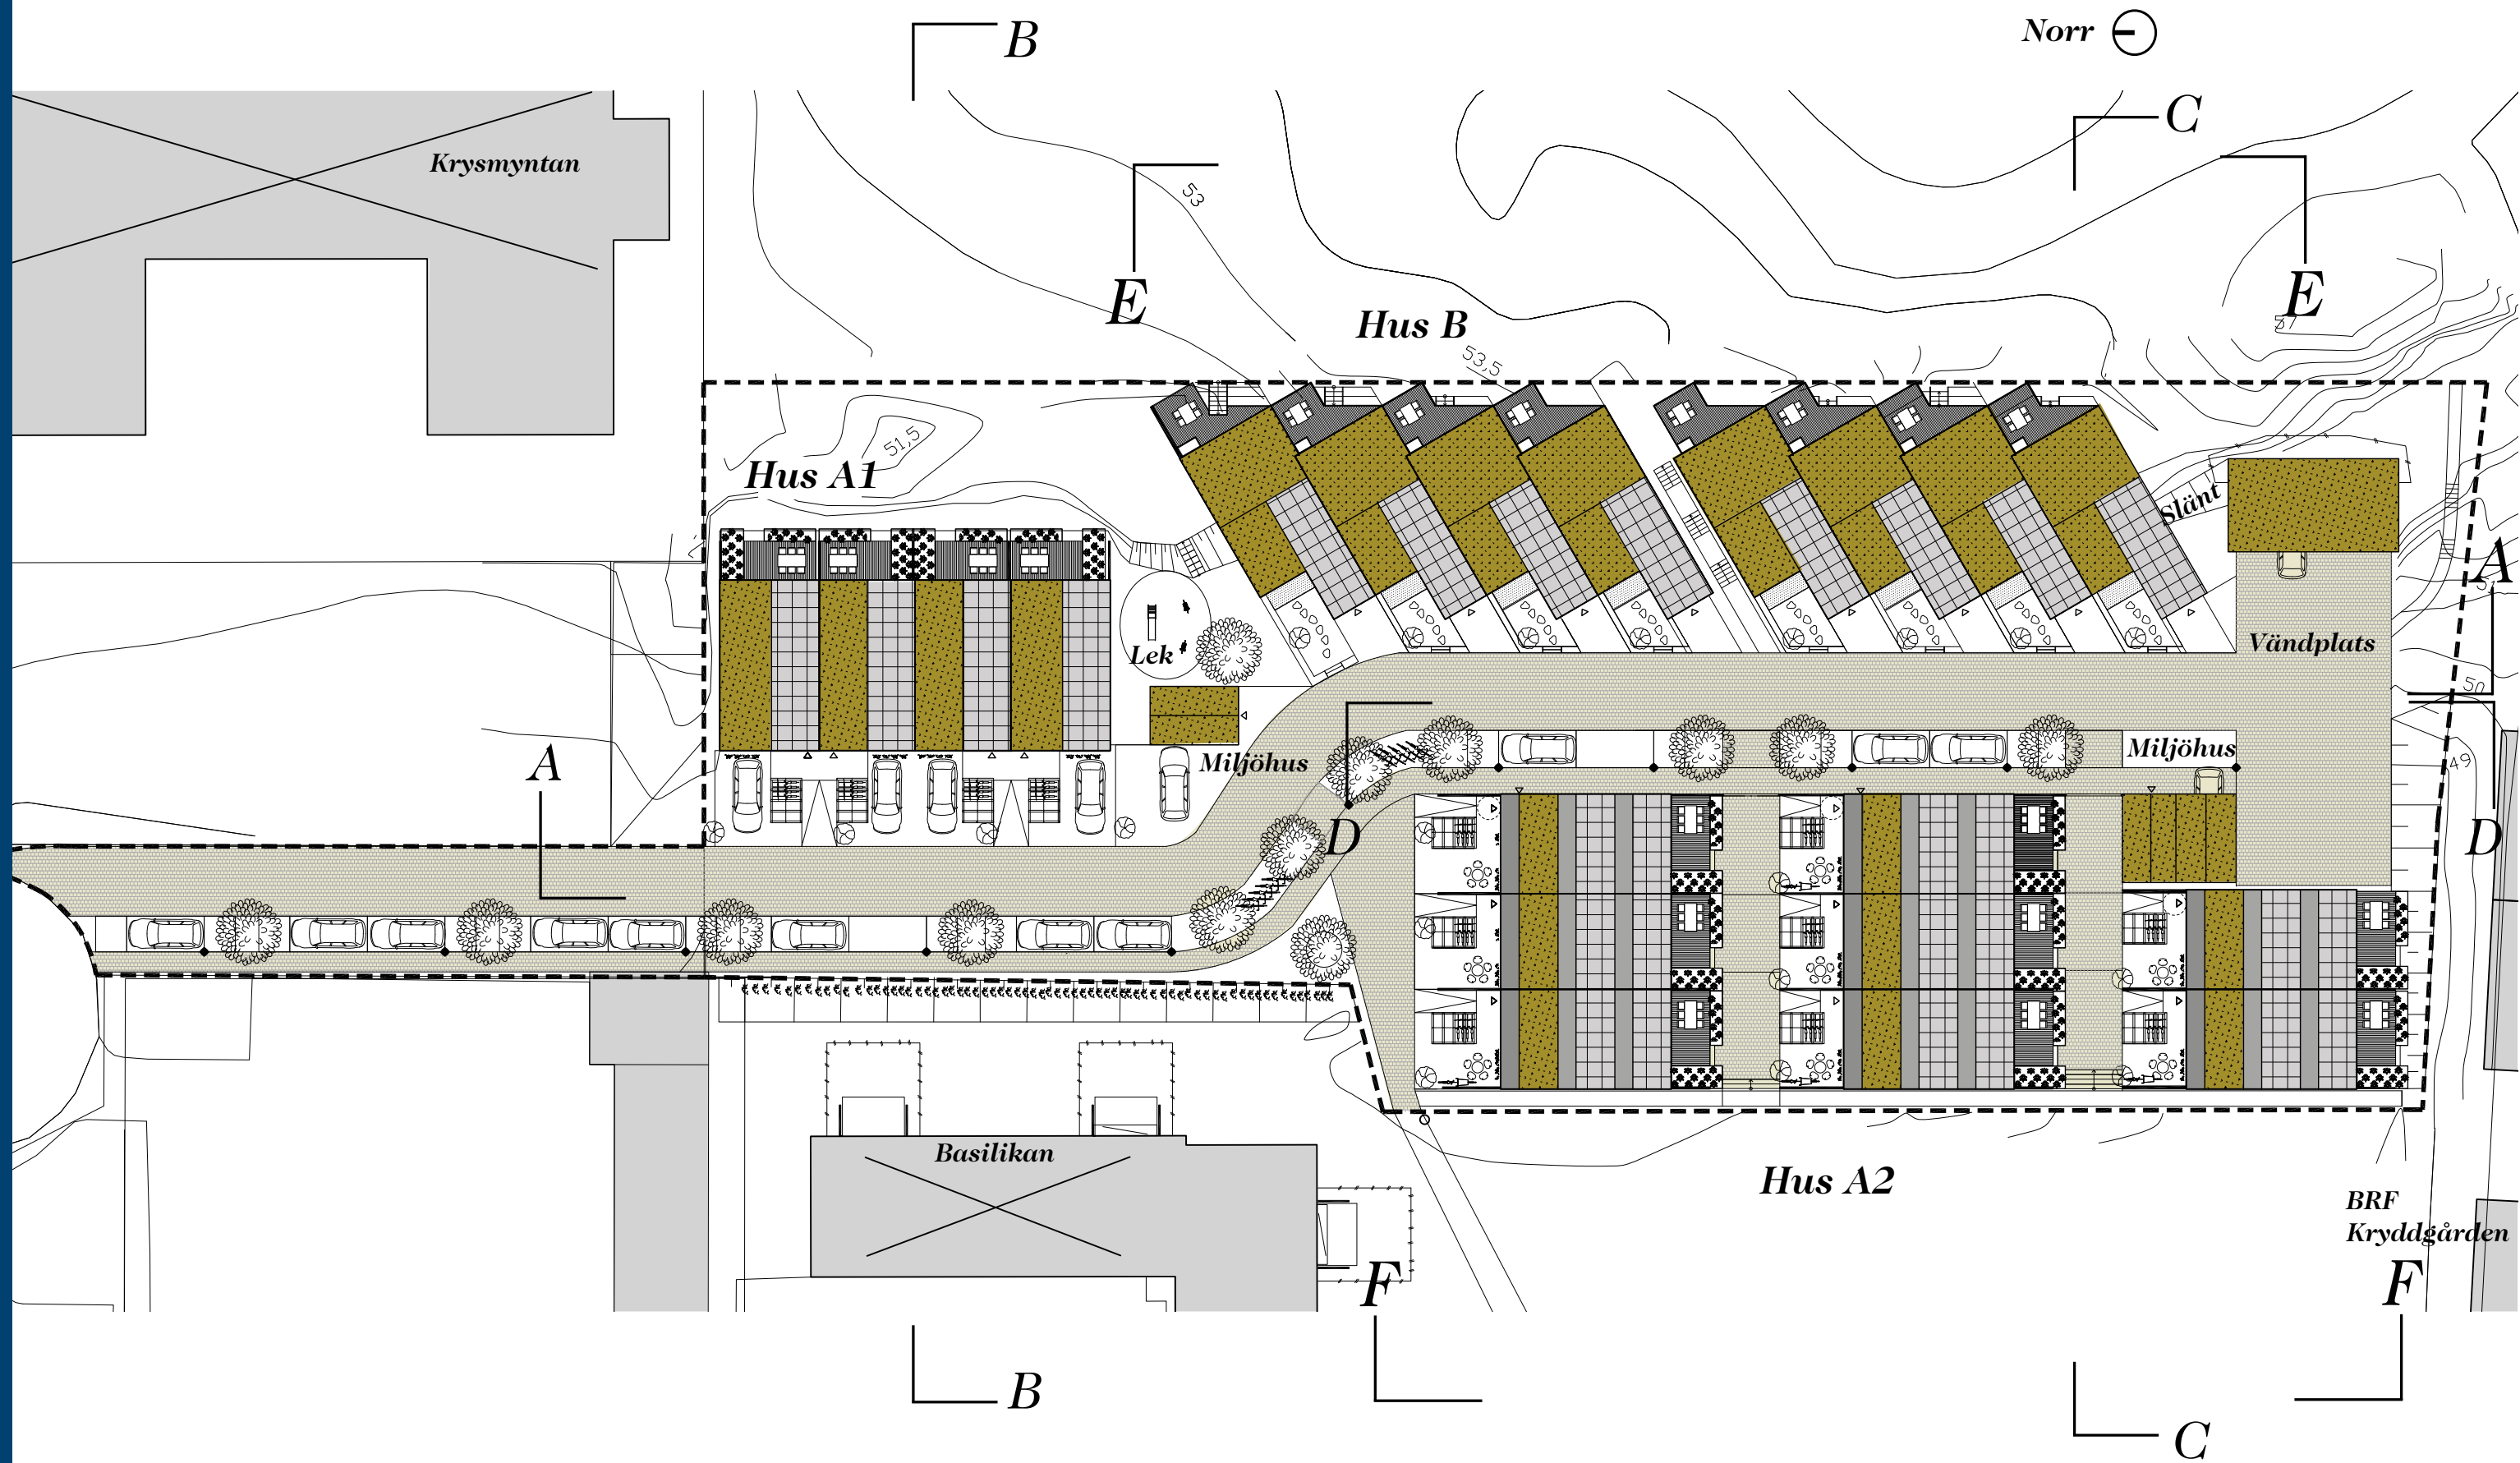 Norr
B
C
Krysmyntan
53
E
E
Hus B
53,5
51,5
Hus A1
Slänt
A
Lek
Vändplats
50
Miljöhus
Miljöhus
49
A
D
D
Basilikan
Hus A2
BRF
Kryddgården
F
F
B
C